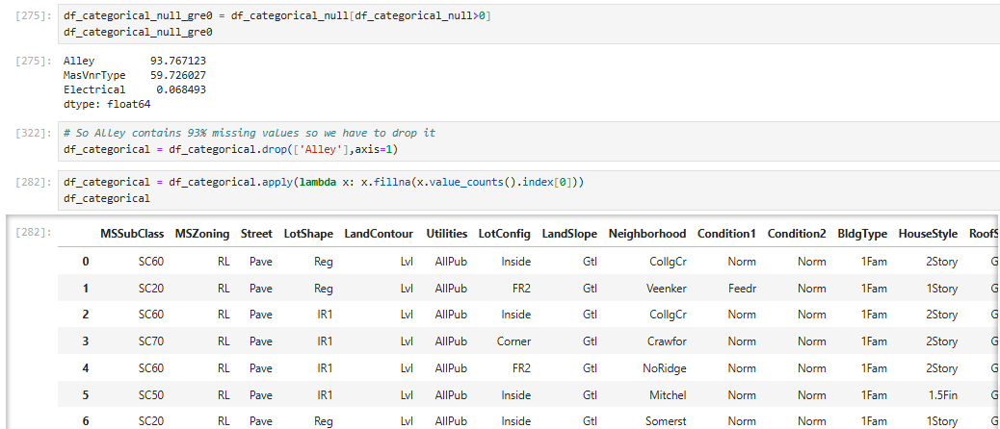 [275]: df_categorical_null_gre0 = df_categorical_null[df_categorical_null>0]
df_categorical_null_gre0
[275]: Alley 93.767123
MasVnrType 59.726027
Electrical 0.068493
dtype: float64
[322]: # So Alley contains 93% missing values so we have to drop it
df_categorical = df_categorical.drop(['Alley'],axis=1)
[282]: df_categorical = df_categorical.apply(lambda x: x.fillna(x.value_counts().index[0]))
df_categorical
[282]: MSSubClass MSZoning Street LotShape LandContour Utilities LotConfig LandSlope Neighborhood Condition1 Condition2 BldgType HouseStyle RoofS
0 SC60 RL Pave Reg Lvl AllPub Inside Gtl CollgCr Norm Norm 1Fam 2Story G
1 SC20 RL Pave Reg Lvl AllPub FR2 Gtl Veenker Feedr Norm 1Fam 1Story G
2 SC60 RL Pave IR1 Lvl AllPub Inside Gtl CollgCr Norm Norm 1Fam 2Story G
3 SC70 RL Pave IR1 Lvl AllPub Corner Gtl Crawfor Norm Norm 1Fam 2Story G
4 SC60 RL Pave IR1 Lvl AllPub FR2 Gtl NoRidge Norm Norm 1Fam 2Story G
5 SC50 RL Pave IR1 Lvl AllPub Inside Gtl Mitchel Norm Norm 1Fam 1.5Fin G
6 SC20 RL Pave Reg Lvl AllPub Inside Gtl Somerst Norm Norm 1Fam 1Story G